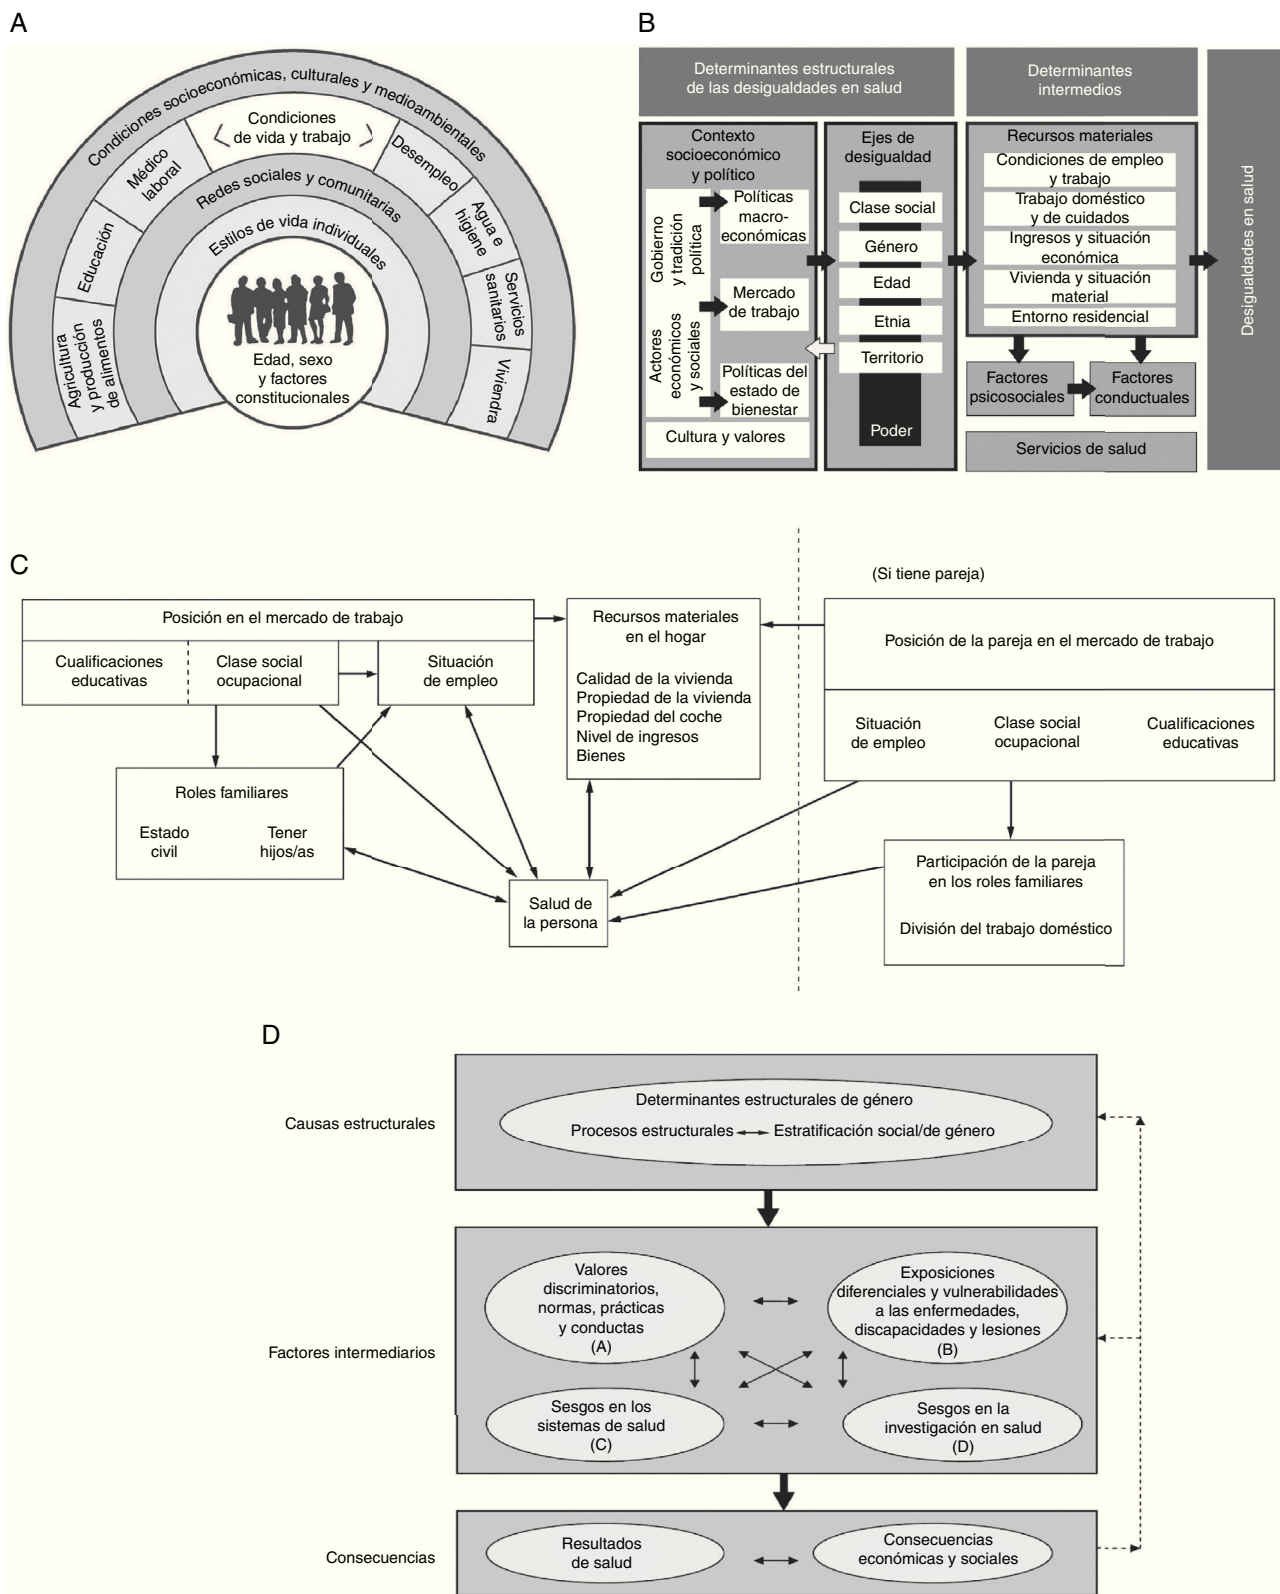 A
Condiciones socioeconómicas, culturales y medioambientales
Condiciones
de vida y trabajo
Médico
laboral
Desempleo
Educación
Agua e
higiene
Servicios
sanitarios
Agricultura
y producción
de alimentos
Viviendra
Redes sociales y comunitarias
Estilos de vida individuales
Edad, sexo
y factores
constitucionales
B
Determinantes estructurales
de las desigualdades en salud
Determinantes
intermedios
Desigualdades en salud
Contexto
socioeconómico
y político
Gobierno
y tradición
política
Actores
económicos
y sociales
Políticas
macro-
económicas
Mercado
de trabajo
Políticas del
estado de
bienestar
Cultura y valores
Ejes de
desigualdad
Clase social
Género
Edad
Etnia
Territorio
Poder
Recursos materiales
Condiciones de empleo
y trabajo
Trabajo doméstico
y de cuidados
Ingresos y situación
económica
Vivienda y situación
material
Entorno residencial
Factores
psicosociales
Factores
conductuales
Servicios de salud
C
(Si tiene pareja)
Posición en el mercado de trabajo
Cualificaciones
educativas
Clase social
ocupacional
Situación
de empleo
Recursos materiales
en el hogar
Calidad de la vivienda
Propiedad de la vivienda
Propiedad del coche
Nivel de ingresos
Bienes
Posición de la pareja en el mercado de trabajo
Situación
de empleo
Clase social
ocupacional
Cualificaciones
educativas
Roles familiares
Estado
civil
Tener
hijos/as
Salud de
la persona
Participación de la pareja
en los roles familiares
División del trabajo doméstico
D
Causas estructurales
Determinantes estructurales de género
Procesos estructurales
Estratificación social/de género
Factores intermediarios
Valores
discriminatorios,
normas, prácticas
y conductas
(A)
Exposiciones
diferenciales y vulnerabilidades
a las enfermedades,
discapacidades y lesiones
(B)
Sesgos en los
sistemas de salud
(C)
Sesgos en la
investigación en salud
(D)
Consecuencias
Resultados
de salud
Consecuencias
económicas y sociales